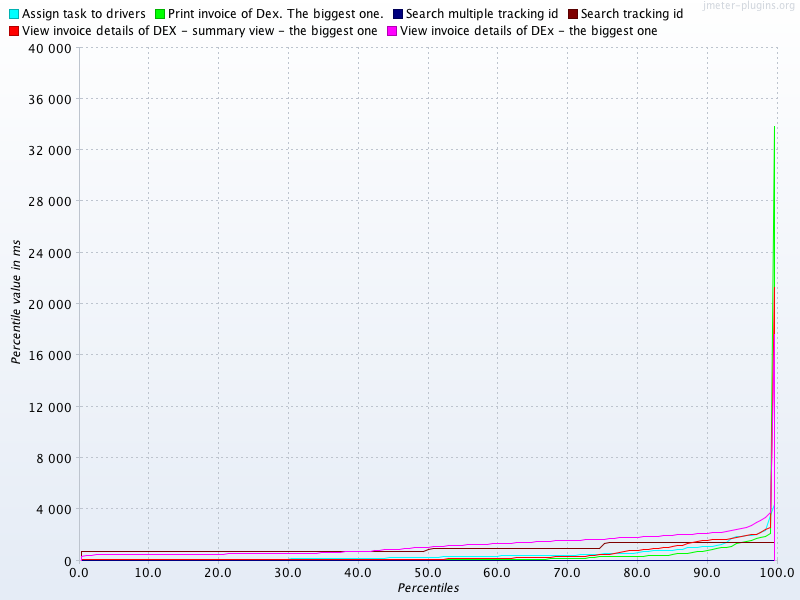 jmeter-plugins.org
Assign task to drivers Print invoice of Dex. The biggest one. Search multiple tracking id Search tracking id
View invoice details of DEX - summary view - the biggest one View invoice details of DEx - the biggest one
40 000
36 000
32 000
28 000
24 000
20 000
16 000
12 000
8 000
4 000
0
Percentile value in ms
0.0 10.0 20.0 30.0 40.0 50.0 60.0 70.0 80.0 90.0 100.0
Percentiles